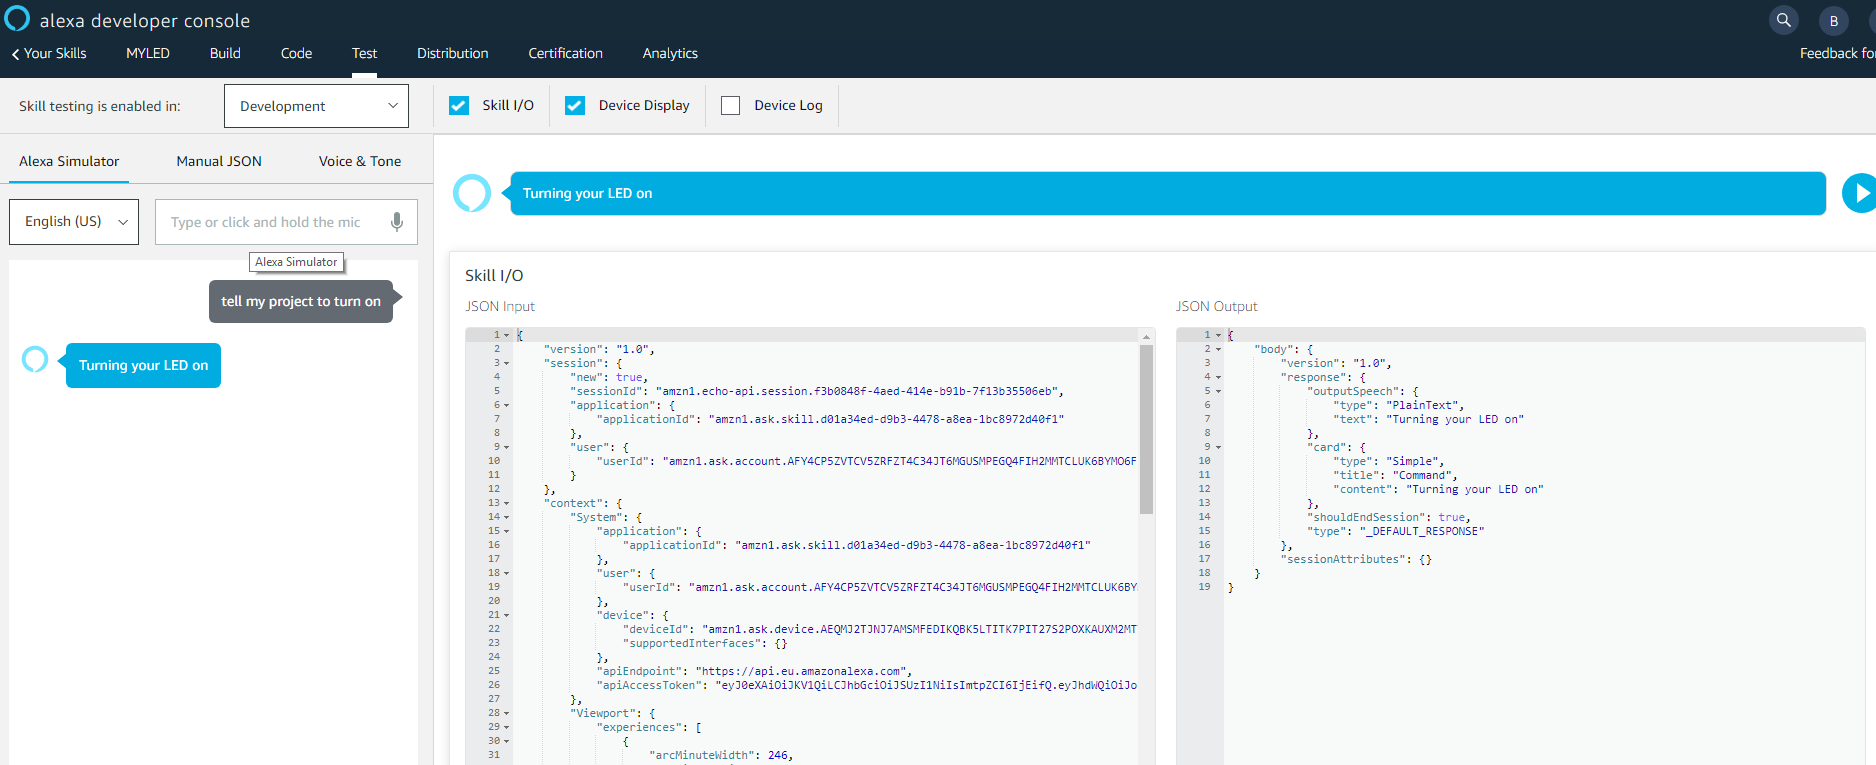 alexa developer console
B
Your Skills
MYLED
Build
Code
Test
Distribution
Certification
Analytics
Feedback for
Skill testing is enabled in:
Development
Skill I/O
Device Display
Device Log
Alexa Simulator
Manual JSON
Voice & Tone
English (US)
Type or click and hold the mic
Alexa Simulator
tell my project to turn on
Turning your LED on
Turning your LED on
Skill I/O
JSON Input
1 {
2 "version": "1.0",
3 "session": {
4 "new": true,
5 "sessionId": "amzn1.echo-api.session.f3b0848f-4aed-414e-b91b-7f13b35506eb",
6 "application": {
7 "applicationId": "amzn1.ask.skill.d01a34ed-d9b3-4478-a8ea-1bc8972d40f1"
8 },
9 "user": {
10 "userId": "amzn1.ask.account.AFY4CP5ZVTCV5ZRFZT4C34JT6MGUSMPEGQ4FIH2MMTCLUK6BYMO6F
11 }
12 },
13 "context": {
14 "System": {
15 "application": {
16 "applicationId": "amzn1.ask.skill.d01a34ed-d9b3-4478-a8ea-1bc8972d40f1"
17 },
18 "user": {
19 "userId": "amzn1.ask.account.AFY4CP5ZVTCV5ZRFZT4C34JT6MGUSMPEGQ4FIH2MMTCLUK6BY
20 },
21 "device": {
22 "deviceId": "amzn1.ask.device.AEQMJ2TJNJ7AMSMFEDIKQBK5LTITK7PIT27S2POXKAUXM2MT
23 "supportedInterfaces": {}
24 },
25 "apiEndpoint": "https://api.eu.amazonalexa.com",
26 "apiAccessToken": "eyJ0eXAiOiJKV1QiLCJhbGciOiJSUzI1NiIsImtpZCI6IjEifQ.eyJhdWQiOiJo
27 },
28 "Viewport": {
29 "experiences": [
30 {
31 "arcMinuteWidth": 246,
JSON Output
1 {
2 "body": {
3 "version": "1.0",
4 "response": {
5 "outputSpeech": {
6 "type": "PlainText",
7 "text": "Turning your LED on"
8 },
9 "card": {
10 "type": "Simple",
11 "title": "Command",
12 "content": "Turning your LED on"
13 },
14 "shouldEndSession": true,
15 "type": "_DEFAULT_RESPONSE"
16 },
17 "sessionAttributes": {}
18 }
19 }